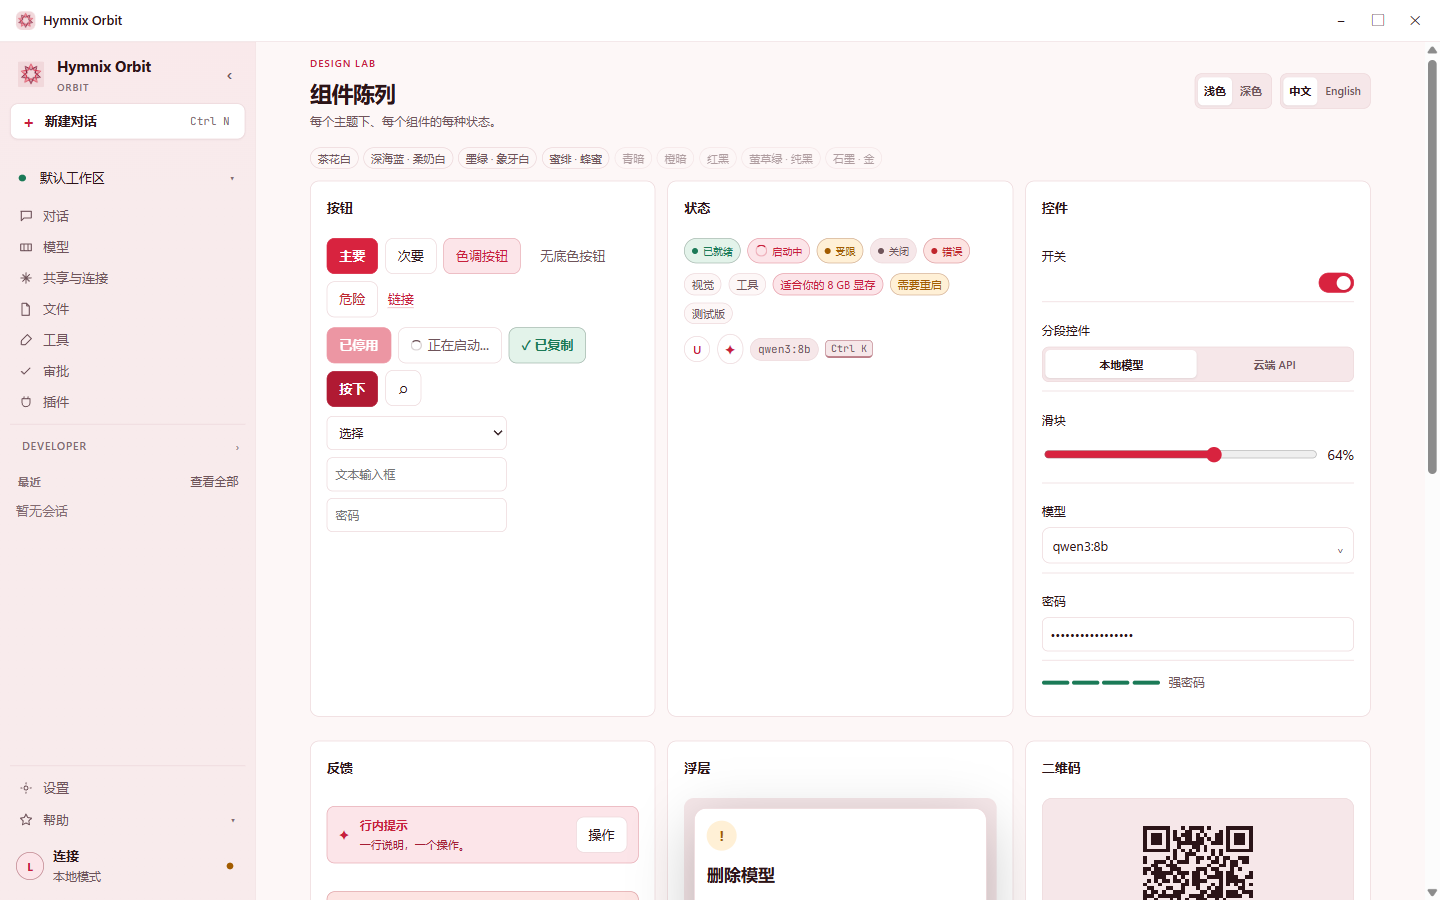 Hymnix Orbit
Hymnix Orbit
ORBIT
+ 新建对话 Ctrl N
默认工作区
对话
模型
共享与连接
文件
工具
审批
插件
DEVELOPER
最近 查看全部
暂无会话
设置
帮助
L
连接
本地模式
DESIGN LAB
组件陈列
每个主题下、每个组件的每种状态。
浅色 深色
中文 English
茶花白 深海蓝 · 柔奶白 墨绿 · 象牙白 蜜绯 · 蜂蜜 青暗 橙暗 红黑 萤草绿 · 纯黑 石墨 · 金
按钮
主要 次要 色调按钮 无底色按钮
危险 链接
已停用 正在启动... ✓ 已复制
按下
选择
文本输入框
密码
状态
已就绪 启动中 受限 关闭 错误
视觉 工具 适合你的 8 GB 显存 需要重启
测试版
U qwen3:8b Ctrl K
控件
开关
分段控件
本地模型 云端 API
滑块
64%
模型
qwen3:8b
密码
•••••••••••••••••
强密码
反馈
行内提示
一行说明，一个操作。
操作
浮层
!
删除模型
二维码